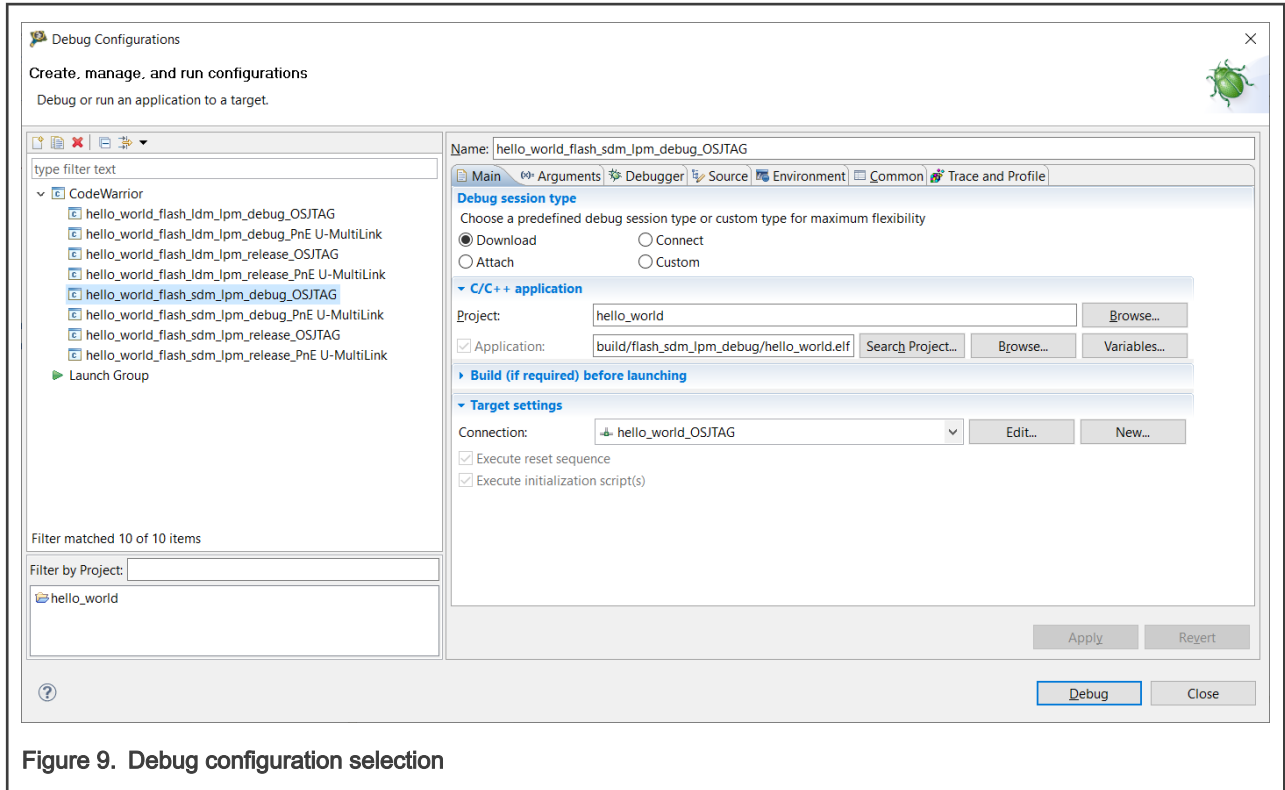 Debug Configurations
Create, manage, and run configurations
Debug or run an application to a target.
type filter text
CodeWarrior
hello_world_flash_ldm_lpm_debug_OSJTAG
hello_world_flash_ldm_lpm_debug_PnE U-MultiLink
hello_world_flash_ldm_lpm_release_OSJTAG
hello_world_flash_ldm_lpm_release_PnE U-MultiLink
hello_world_flash_sdm_lpm_debug_OSJTAG
hello_world_flash_sdm_lpm_debug_PnE U-MultiLink
hello_world_flash_sdm_lpm_release_OSJTAG
hello_world_flash_sdm_lpm_release_PnE U-MultiLink
Launch Group
Filter matched 10 of 10 items
Filter by Project:
hello_world
Name: hello_world_flash_sdm_lpm_debug_OSJTAG
Main Arguments Debugger Source Environment Common Trace and Profile
Debug session type
Choose a predefined debug session type or custom type for maximum flexibility
Download Connect
Attach Custom
C/C++ application
Project: hello_world Browse...
Application: build/flash_sdm_lpm_debug/hello_world.elf Search Project... Browse... Variables...
Build (if required) before launching
Target settings
Connection: hello_world_OSJTAG Edit... New...
Execute reset sequence
Execute initialization script(s)
Apply Revert
Debug Close
Figure 9. Debug configuration selection